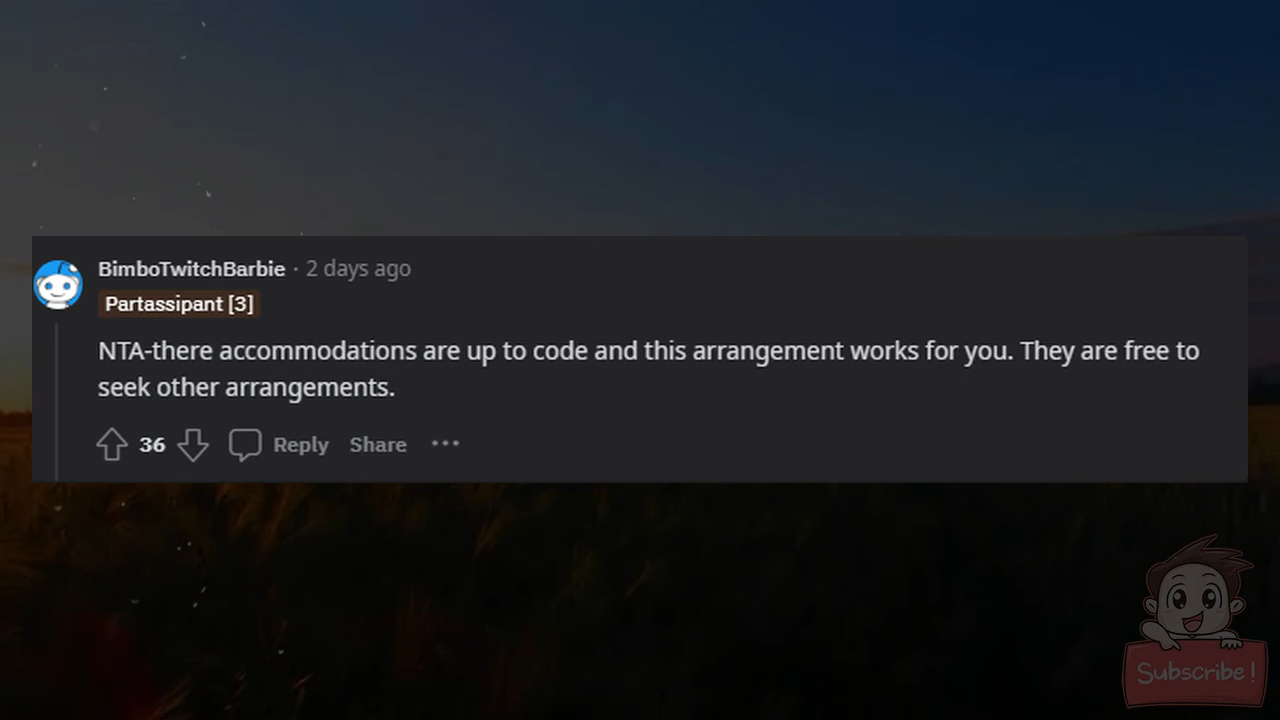 BimboTwitchBarbie · 2 days ago
Partassipant [3]
NTA-there accommodations are up to code and this arrangement works for you. They are free to
seek other arrangements.
36 Reply Share ···
Subscribe!